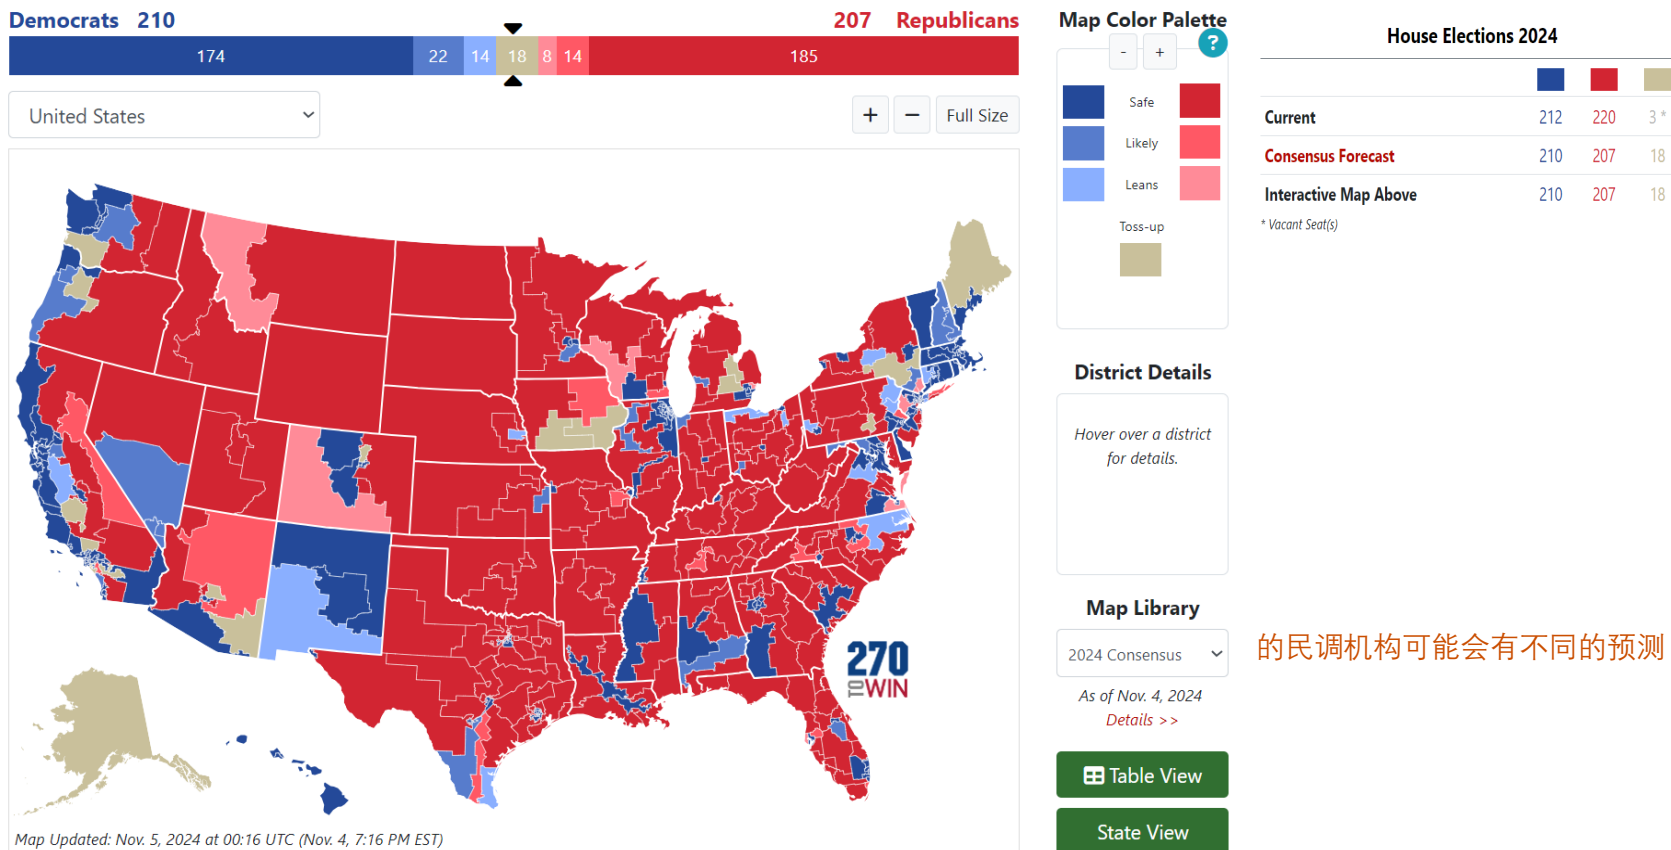 Democrats 210
207 Republicans
174 22 14 18 8 14 185
United States
+ − Full Size
270
TO WIN
Map Updated: Nov. 5, 2024 at 00:16 UTC (Nov. 4, 7:16 PM EST)
Map Color Palette
- + ?
Safe
Likely
Leans
Toss-up
District Details
Hover over a district
for details.
Map Library
2024 Consensus
As of Nov. 4, 2024
Details >>
Table View
State View
House Elections 2024
Current 212 220 3 *
Consensus Forecast 210 207 18
Interactive Map Above 210 207 18
* Vacant Seat(s)
的民调机构可能会有不同的预测